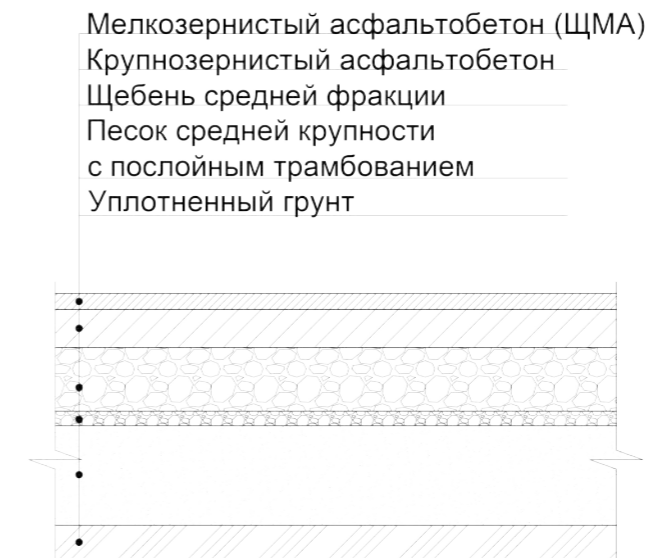 Мелкозернистый асфальтобетон (ЩМА)
Крупнозернистый асфальтобетон
Щебень средней фракции
Песок средней крупности
с послойным трамбованием
Уплотненный грунт